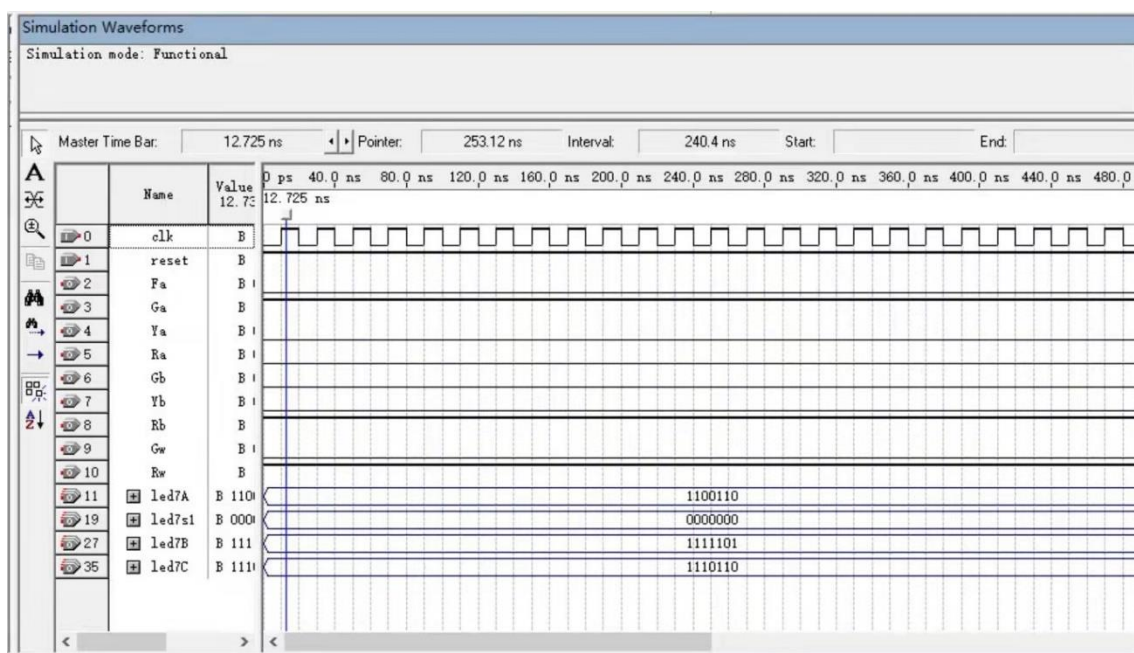 Simulation Waveforms
Simulation mode: Functional
Master Time Bar: 12.725 ns Pointer: 253.12 ns Interval: 240.4 ns Start: End:
Name Value 12.73 0 ps 40.0 ns 80.0 ns 120.0 ns 160.0 ns 200.0 ns 240.0 ns 280.0 ns 320.0 ns 360.0 ns 400.0 ns 440.0 ns 480.0
12.725 ns
0 clk B
1 reset B
2 Fa B
3 Ga B
4 Ya B
5 Ra B
6 Gb B
7 Yb B
8 Rb B
9 Gw B
10 Rw B
11 led7A B 110 1100110
19 led7s1 B 000 0000000
27 led7B B 111 1111101
35 led7C B 111 1110110